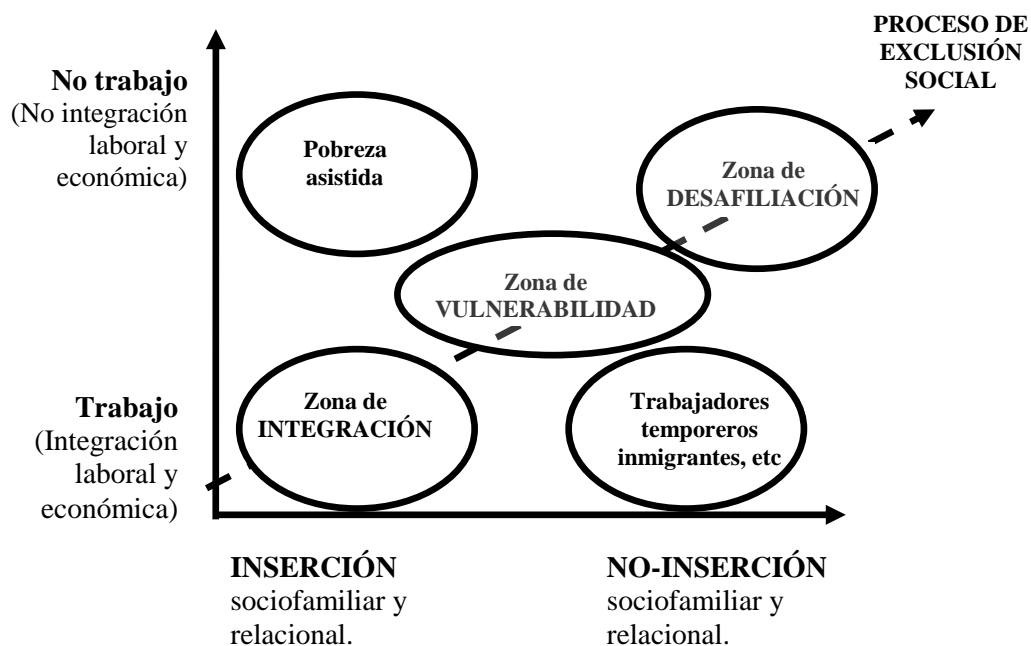 PROCESO DE
EXCLUSIÓN
SOCIAL
No trabajo
(No integración
laboral y
económica)
Pobreza
asistida
Zona de
DESAFILIACIÓN
Zona de
VULNERABILIDAD
Trabajo
(Integración
laboral y
económica)
Zona de
INTEGRACIÓN
Trabajadores
temporeros
inmigrantes, etc
INSERCIÓN
sociofamiliar y
relacional.
NO-INSERCIÓN
sociofamiliar y
relacional.